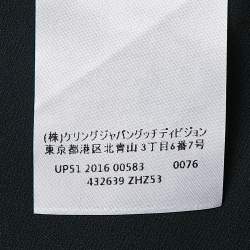 (株)ケリングジャパングッチディビジョン
東京都港区北青山3丁目6番7号
UP51 2016 00583 0076
432639 ZHZ53